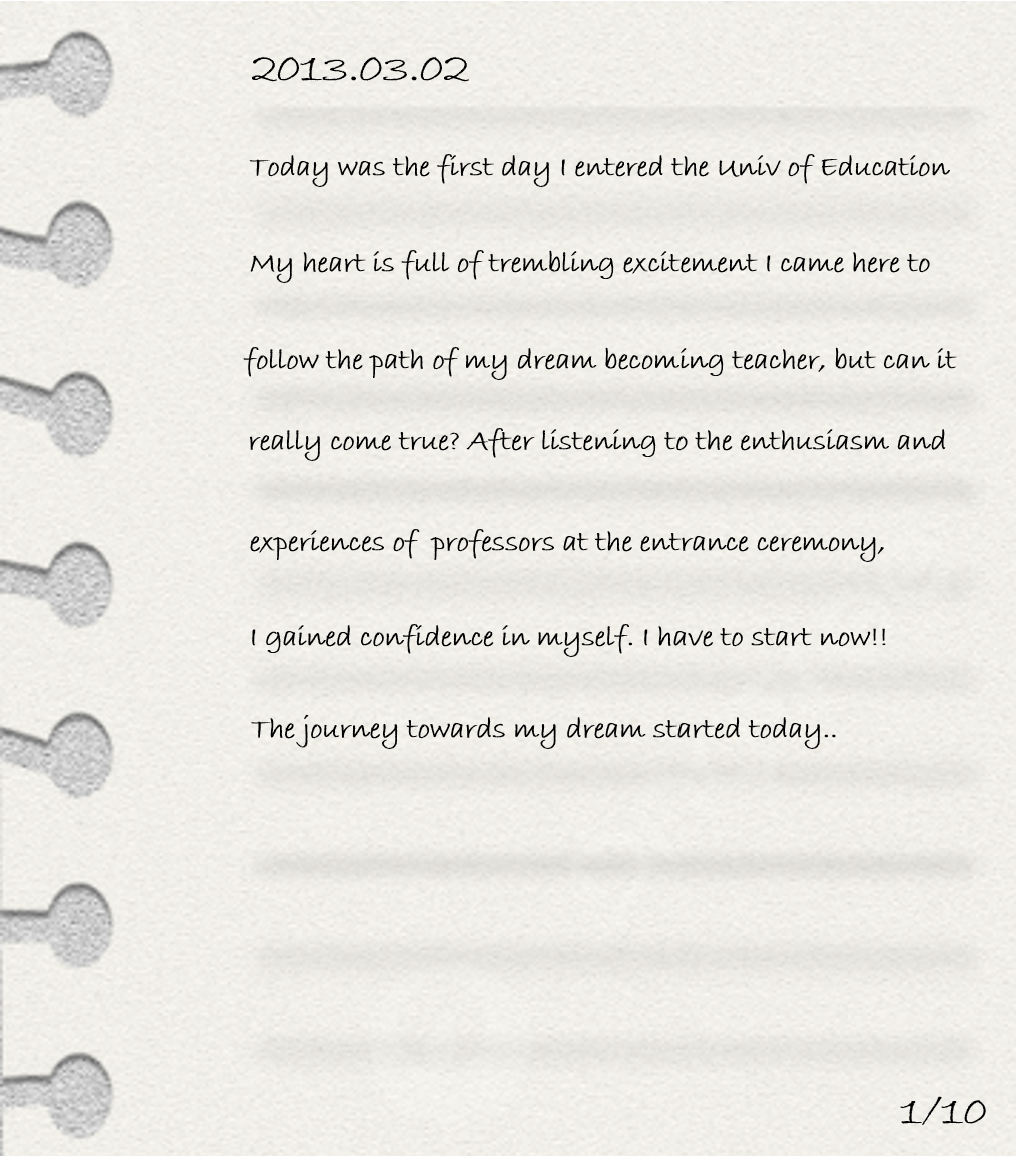 2013.03.02
Today was the first day I entered the Univ of Education
My heart is full of trembling excitement I came here to
follow the path of my dream becoming teacher, but can it
really come true? After listening to the enthusiasm and
experiences of professors at the entrance ceremony,
I gained confidence in myself. I have to start now!!
The journey towards my dream started today..
1/10